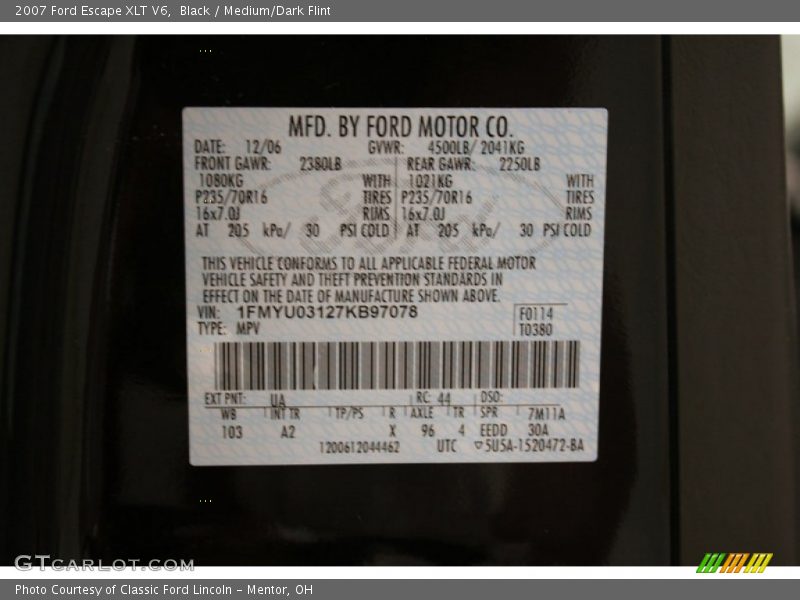 2007 Ford Escape XLT V6, Black / Medium/Dark Flint
MFD. BY FORD MOTOR CO.
DATE: 12/06 GVWR: 4500LB/ 2041KG
FRONT GAWR: 2380LB REAR GAWR: 2250LB
1080KG WITH 1021KG WITH
P235/70R16 TIRES P235/70R16 TIRES
16x7.0J RIMS 16x7.0J RIMS
AT 205 kPa/ 30 PSI COLD AT 205 kPa/ 30 PSI COLD
THIS VEHICLE CONFORMS TO ALL APPLICABLE FEDERAL MOTOR
VEHICLE SAFETY AND THEFT PREVENTION STANDARDS IN
EFFECT ON THE DATE OF MANUFACTURE SHOWN ABOVE.
VIN: 1FMYU03127KB97078 F0114
TYPE: MPV T0380
EXT PNT: UA RC: 44 DSO:
WB INT TR TP/PS R AXLE TR SPR 7M11A
103 A2 X 96 4 EEDD 30A
1200612044462 UTC ▽5U5A-1520472-BA
GTCARLOT.COM
Photo Courtesy of Classic Ford Lincoln - Mentor, OH